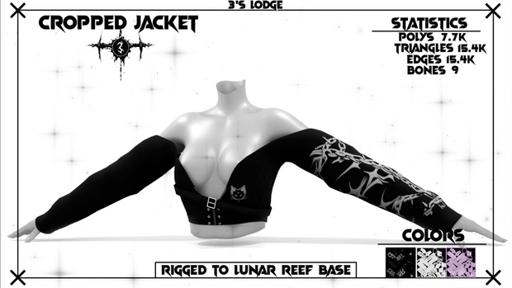 3'S LODGE
CROPPED JACKET
STATISTICS
POLYS 7.7K
TRIANGLES 15.4K
EDGES 15.4K
BONES 9
COLORS
RIGGED TO LUNAR REEF BASE